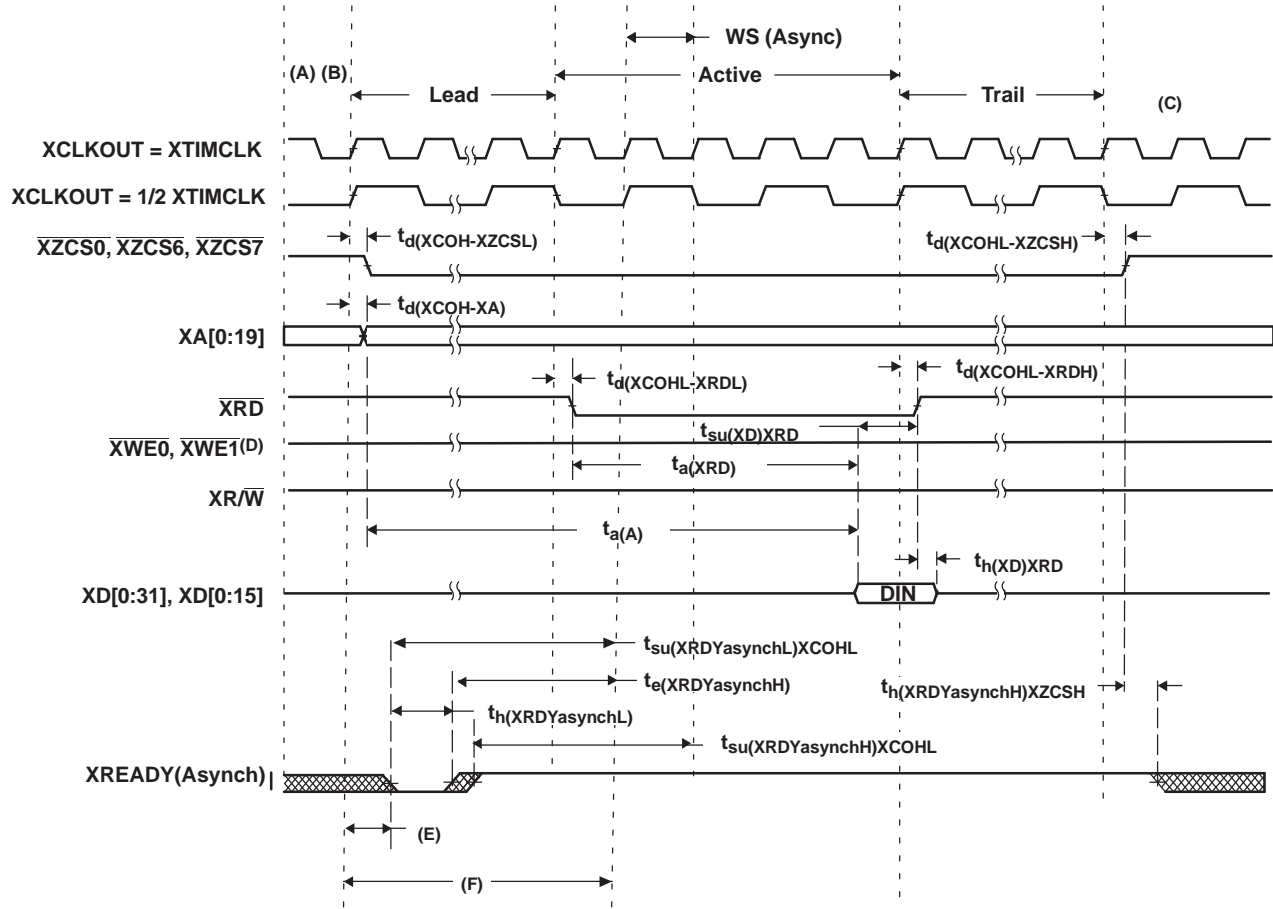 WS (Async)
(A) (B)
Active
Lead
Trail
(C)
XCLKOUT = XTIMCLK
XCLKOUT = 1/2 XTIMCLK
XZCS0, XZCS6, XZCS7
td(XCOH-XZCSL)
td(XCOHL-XZCSH)
td(XCOH-XA)
XA[0:19]
td(XCOHL-XRDL)
td(XCOHL-XRDH)
XRD
tsu(XD)XRD
XWE0, XWE1(D)
ta(XRD)
XR/W
ta(A)
th(XD)XRD
XD[0:31], XD[0:15]
DIN
tsu(XRDYasynchL)XCOHL
te(XRDYasynchH)
th(XRDYasynchH)XZCSH
th(XRDYasynchL)
tsu(XRDYasynchH)XCOHL
XREADY(Asynch)
(E)
(F)